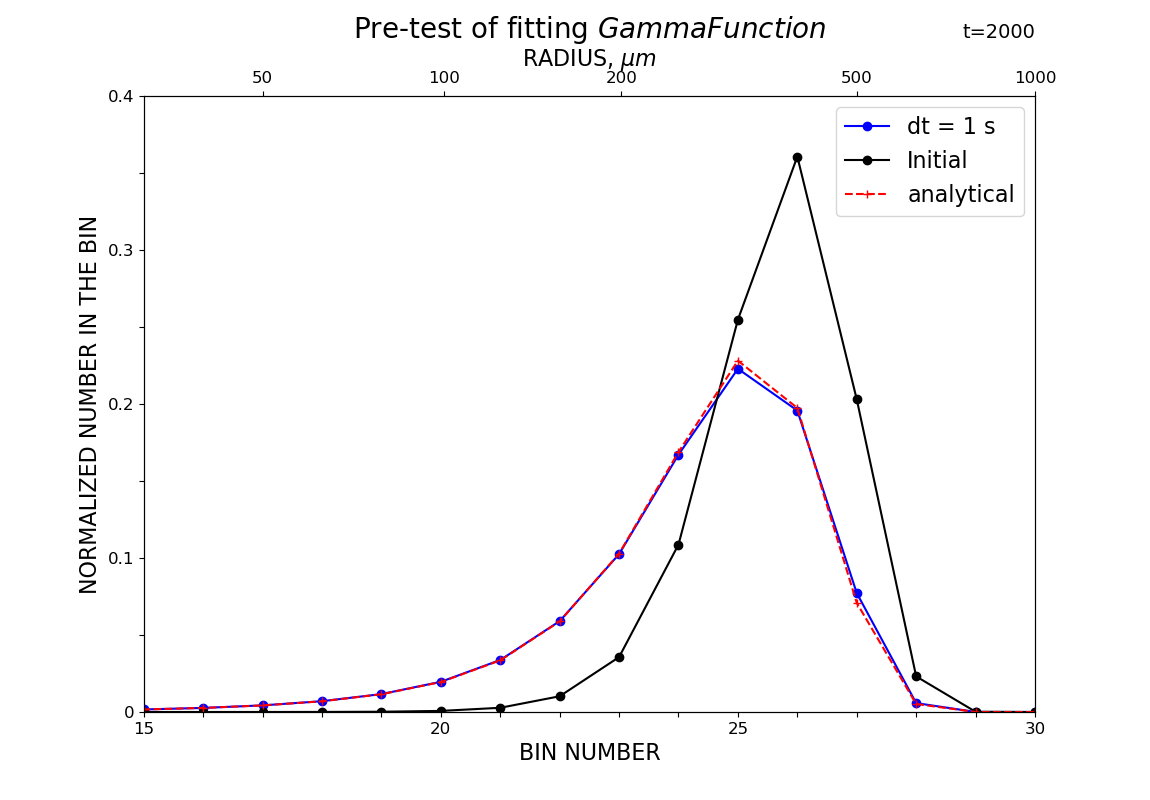 Pre-test of fitting GammaFunction
t=2000
RADIUS, μm
50 100 200 500 1000
dt = 1 s
Initial
analytical
NORMALIZED NUMBER IN THE BIN
0.4
0.3
0.2
0.1
0
15 20 25 30
BIN NUMBER